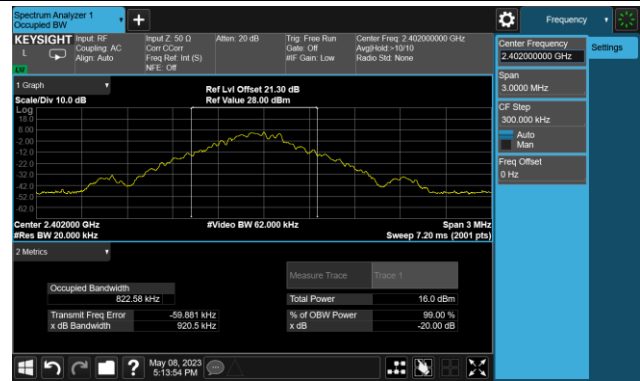 Spectrum Analyzer 1
Occupied BW
Frequency
KEYSIGHT
L
Input: RF
Coupling: AC
Align: Auto
Input Z: 50 Ω
Corr CCorr
Freq Ref: Int (S)
NFE: Off
Atten: 20 dB
Trig: Free Run
Gate: Off
#IF Gain: Low
Center Freq: 2.402000000 GHz
Avg|Hold:>10/10
Radio Std: None
Center Frequency
2.402000000 GHz
Settings
Span
3.0000 MHz
CF Step
300.000 kHz
Auto
Man
Freq Offset
0 Hz
1 Graph
Scale/Div 10.0 dB
Ref Lvl Offset 21.30 dB
Ref Value 28.00 dBm
Log
18.0
8.00
-2.00
-12.0
-22.0
-32.0
-42.0
-52.0
-62.0
Center 2.402000 GHz
#Res BW 20.000 kHz
#Video BW 62.000 kHz
Span 3 MHz
Sweep 7.20 ms (2001 pts)
2 Metrics
Measure Trace
Trace 1
Occupied Bandwidth
822.58 kHz
Total Power
16.0 dBm
Transmit Freq Error
-59.881 kHz
% of OBW Power
99.00 %
x dB Bandwidth
920.5 kHz
x dB
-20.00 dB
May 08, 2023
5:13:54 PM